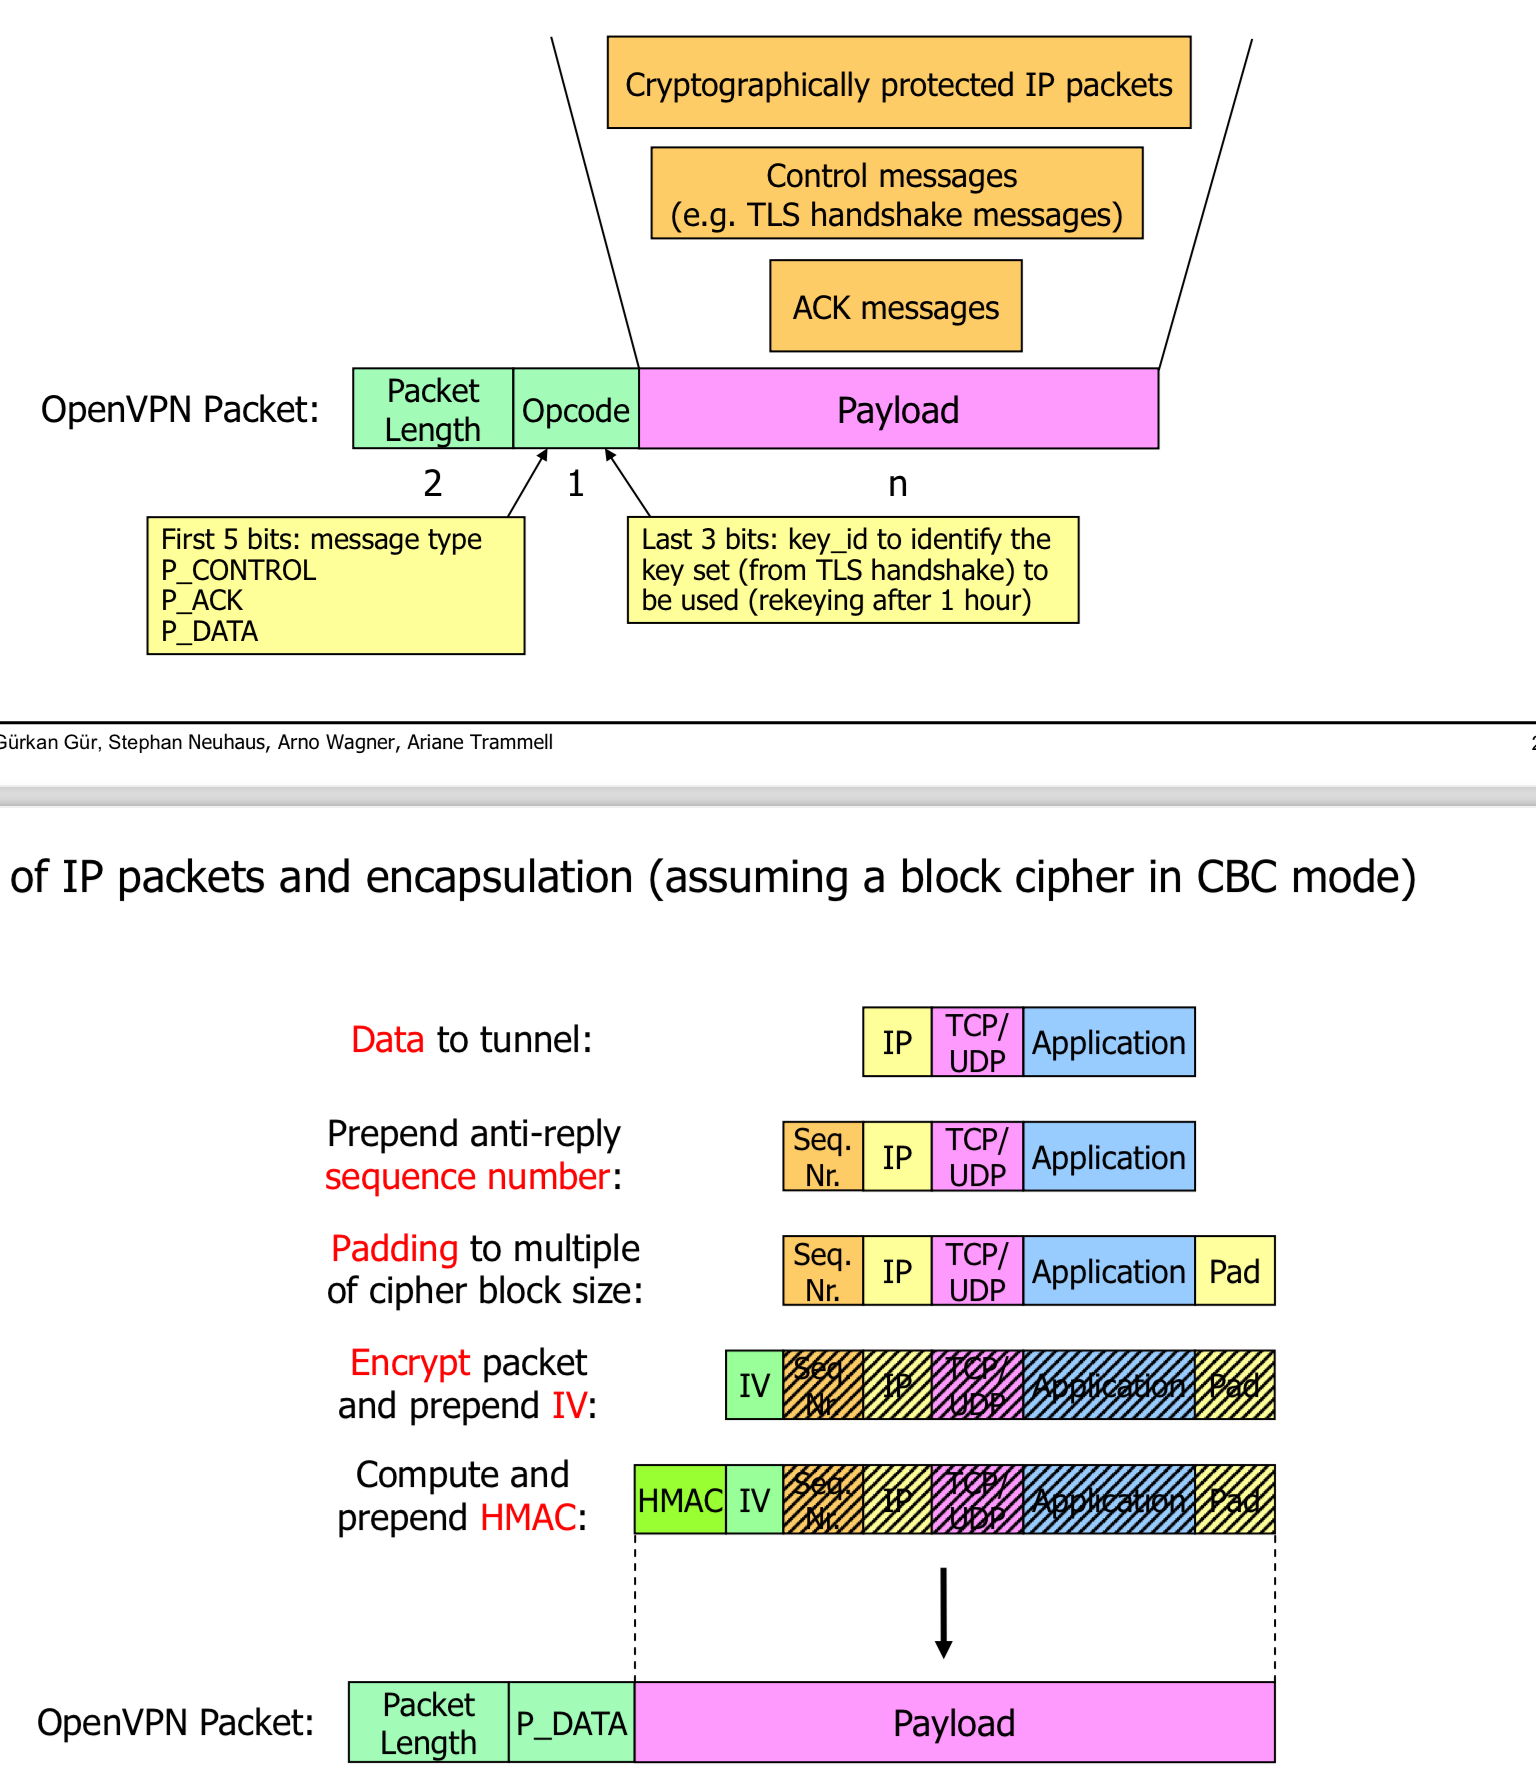 Cryptographically protected IP packets
Control messages
(e.g. TLS handshake messages)
ACK messages
OpenVPN Packet:
Packet
Length
Opcode
Payload
2
1
n
First 5 bits: message type
P_CONTROL
P_ACK
P_DATA
Last 3 bits: key_id to identify the
key set (from TLS handshake) to
be used (rekeying after 1 hour)
Gürkan Gür, Stephan Neuhaus, Arno Wagner, Ariane Trammell
of IP packets and encapsulation (assuming a block cipher in CBC mode)
Data to tunnel:
IP
TCP/
UDP
Application
Prepend anti-reply
sequence number:
Seq.
Nr.
IP
TCP/
UDP
Application
Padding to multiple
of cipher block size:
Seq.
Nr.
IP
TCP/
UDP
Application
Pad
Encrypt packet
and prepend IV:
IV
Seq.
Nr.
IP
TCP/
UDP
Application
Pad
Compute and
prepend HMAC:
HMAC
IV
Seq.
Nr.
IP
TCP/
UDP
Application
Pad
OpenVPN Packet:
Packet
Length
P_DATA
Payload